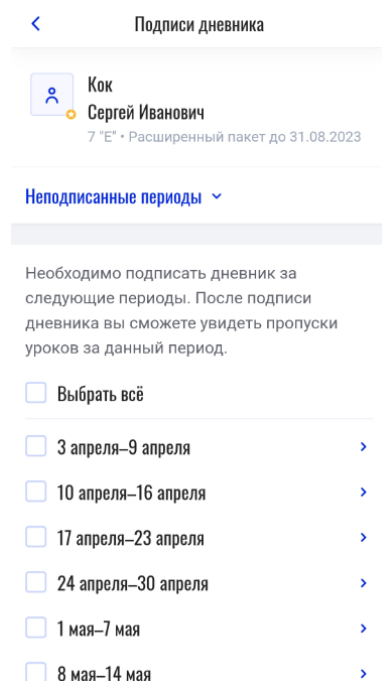 Подписи дневника
Кок
Сергей Иванович
7 "Е" • Расширенный пакет до 31.08.2023
Неподписанные периоды
Необходимо подписать дневник за
следующие периоды. После подписи
дневника вы сможете увидеть пропуски
уроков за данный период.
Выбрать всё
3 апреля–9 апреля
10 апреля–16 апреля
17 апреля–23 апреля
24 апреля–30 апреля
1 мая–7 мая
8 мая–14 мая